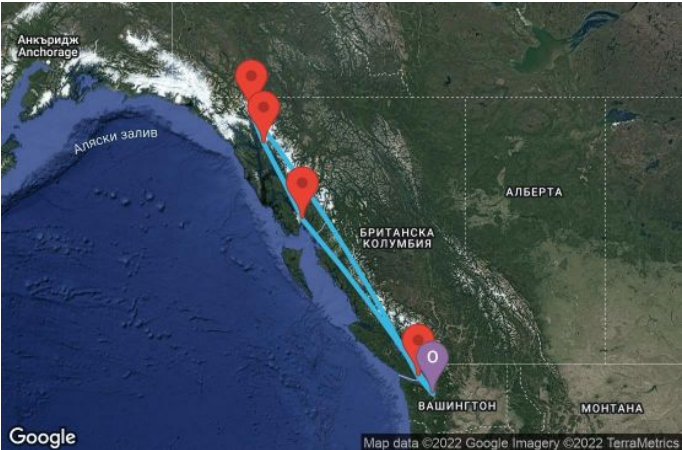 Анкъридж
Anchorage
Аляски залив
АЛБЕРТА
БРИТАНСКА
КОЛУМБИЯ
O
ВАШИНГТОН
МОНТАНА
Google
Map data ©2022 Google Imagery ©2022 TerraMetrics